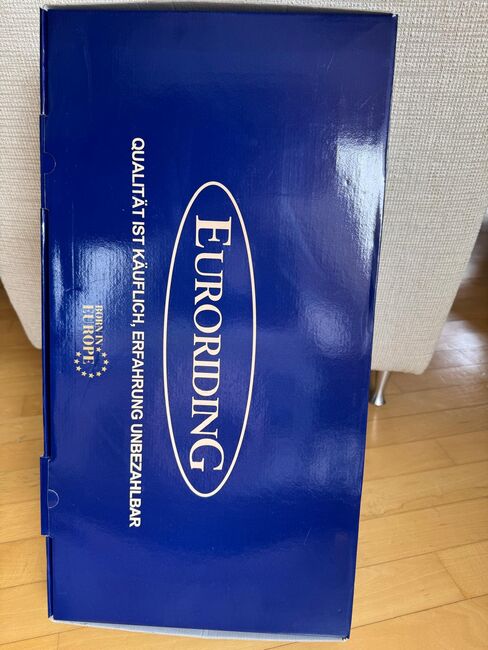 EURORIDING
QUALITÄT IST KÄUFLICH, ERFAHRUNG UNBEZAHLBAR
BORN IN
EUROPE